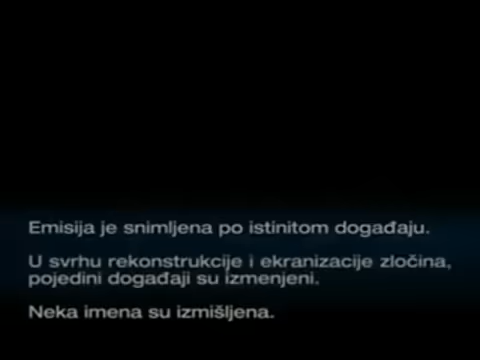 Emisija je snimljena po istinitom događaju.
U svrhu rekonstrukcije i ekranizacije zločina,
pojedini događaji su izmenjeni.
Neka imena su izmišljena.